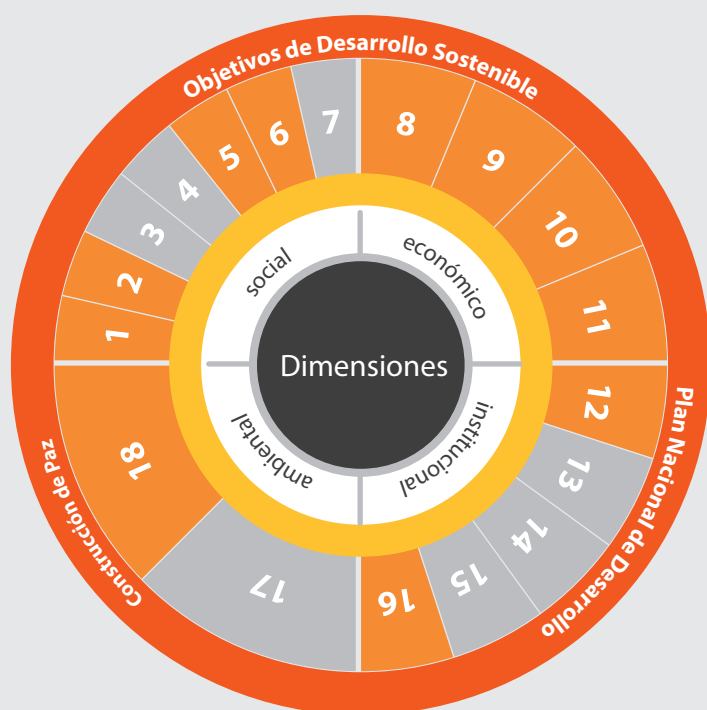 Objetivos de Desarrollo Sostenible
Plan Nacional de Desarrollo
Construcción de Paz
1
2
3
4
5
6
7
8
9
10
11
12
13
14
15
16
17
18
social
económico
institucional
ambiental
Dimensiones